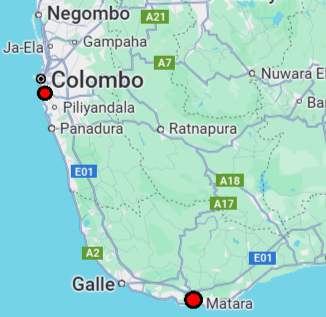 Negombo
A21
Ja-Ela
Gampaha
A7
Colombo
Nuwara El
Piliyandala
Ba
Panadura
Ratnapura
E01
A18
A17
A2
E01
Galle
Matara